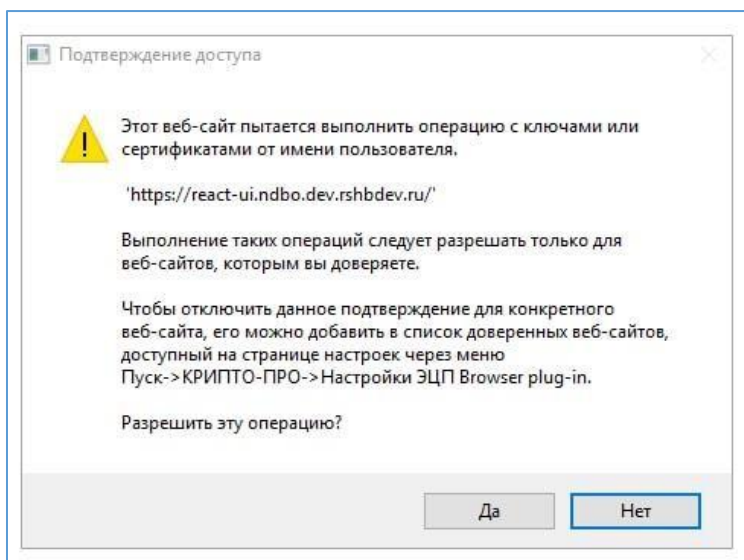 Подтверждение доступа
Этот веб-сайт пытается выполнить операцию с ключами или
сертификатами от имени пользователя.
'https://react-ui.ndbo.dev.rshbdev.ru/'
Выполнение таких операций следует разрешать только для
веб-сайтов, которым вы доверяете.
Чтобы отключить данное подтверждение для конкретного
веб-сайта, его можно добавить в список доверенных веб-сайтов,
доступный на странице настроек через меню
Пуск->КРИПТО-ПРО->Настройки ЭЦП Browser plug-in.
Разрешить эту операцию?
Да
Нет